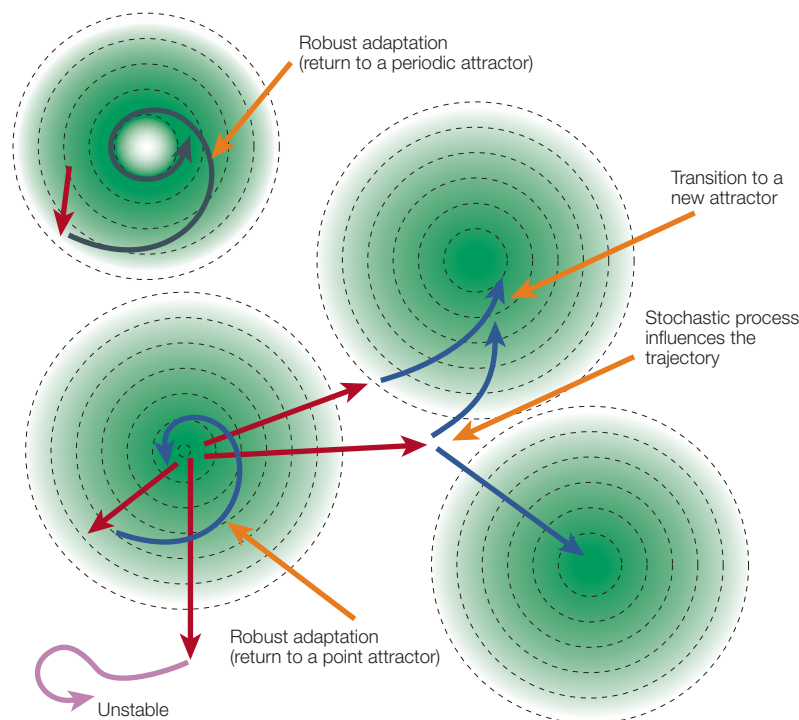 Robust adaptation
(return to a periodic attractor)
Transition to a
new attractor
Stochastic process
influences the
trajectory
Robust adaptation
(return to a point attractor)
Unstable